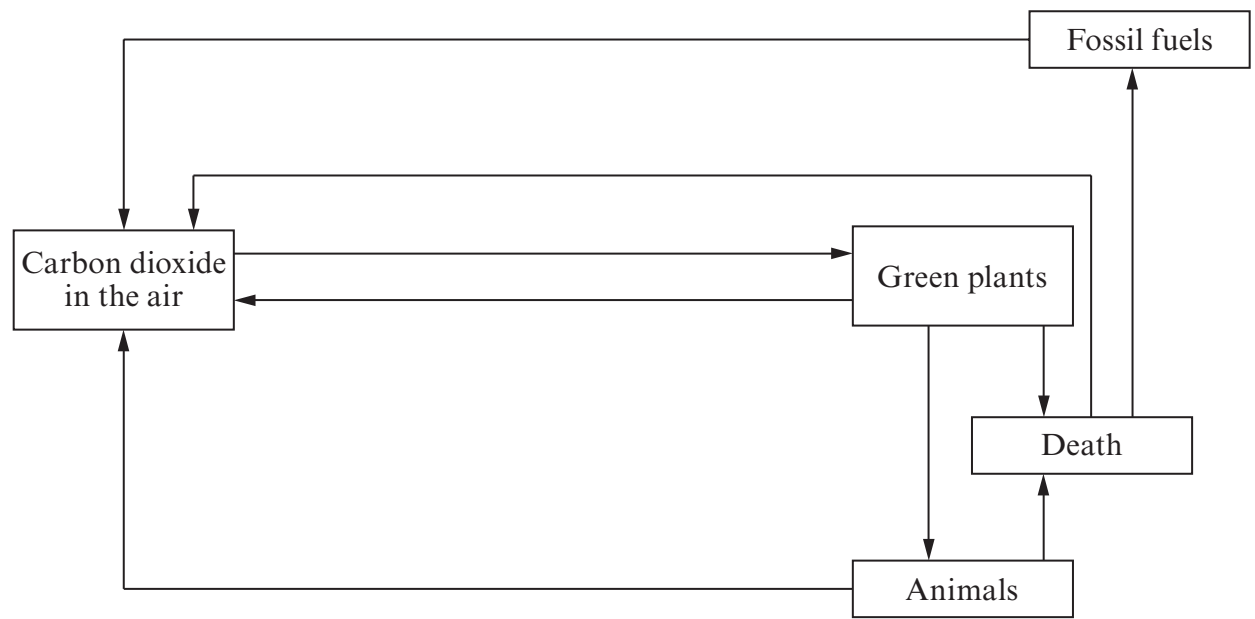 Fossil fuels
Carbon dioxide
in the air
Green plants
Death
Animals